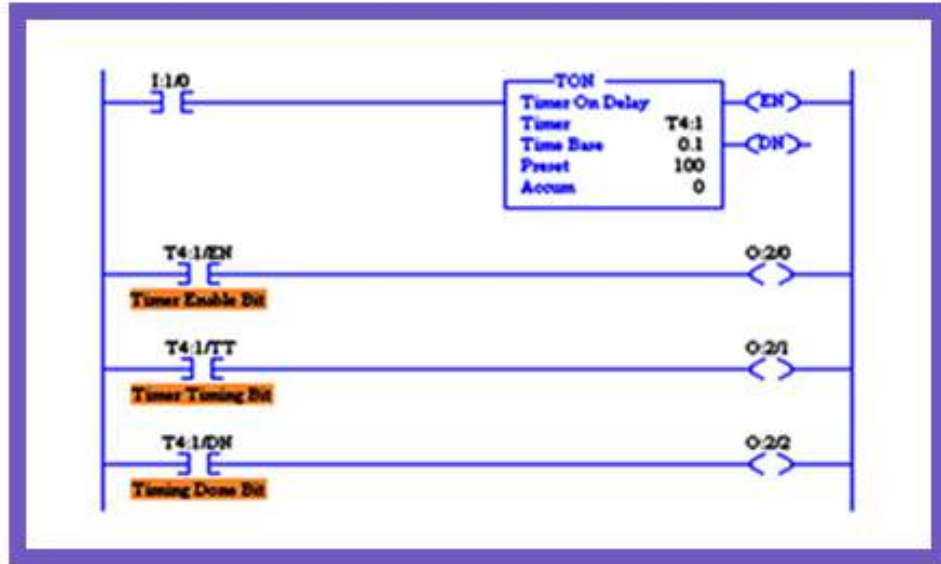 I:1/0
TON
Timer On Delay
Timer T4:1
Time Base 0.1
Preset 100
Accum 0
EN
DN
T4:1/EN
O:2/0
Timer Enable Bit
T4:1/TT
O:2/1
Timer Timing Bit
T4:1/DN
O:2/2
Timing Done Bit